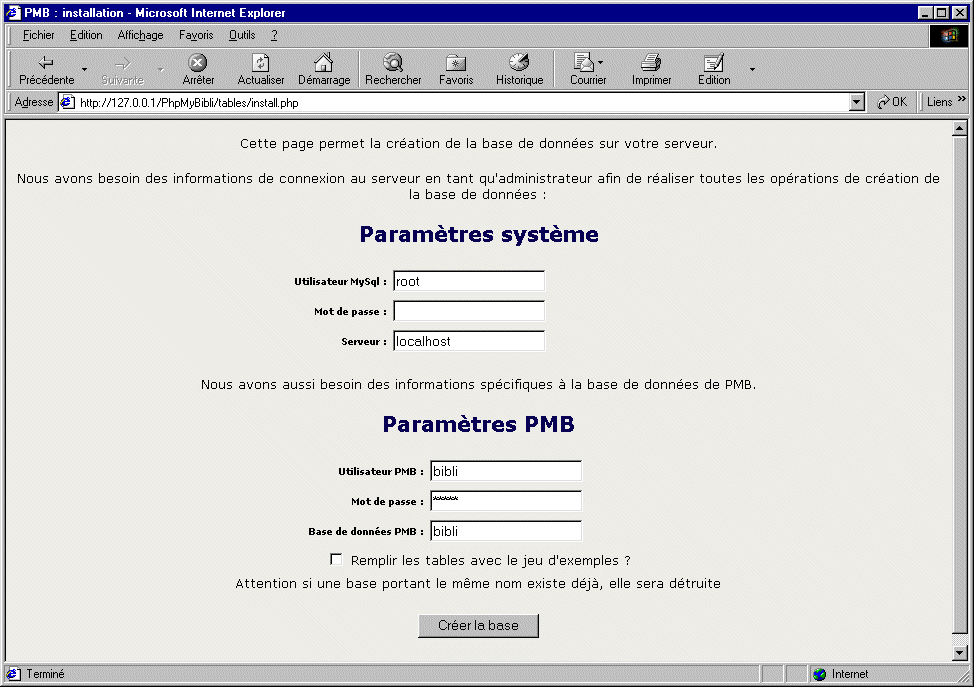 PMB : installation - Microsoft Internet Explorer
Fichier Edition Affichage Favoris Outils ?
Précédente Suivante Arrêter Actualiser Démarrage Rechercher Favoris Historique Courrier Imprimer Edition
Adresse http://127.0.0.1/PhpMyBibli/tables/install.php OK Liens »
Cette page permet la création de la base de données sur votre serveur.
Nous avons besoin des informations de connexion au serveur en tant qu'administrateur afin de réaliser toutes les opérations de création de
la base de données :
Paramètres système
Utilisateur MySql : root
Mot de passe :
Serveur : localhost
Nous avons aussi besoin des informations spécifiques à la base de données de PMB.
Paramètres PMB
Utilisateur PMB : bibli
Mot de passe : *****
Base de données PMB : bibli
Remplir les tables avec le jeu d'exemples ?
Attention si une base portant le même nom existe déjà, elle sera détruite
Créer la base
Terminé Internet